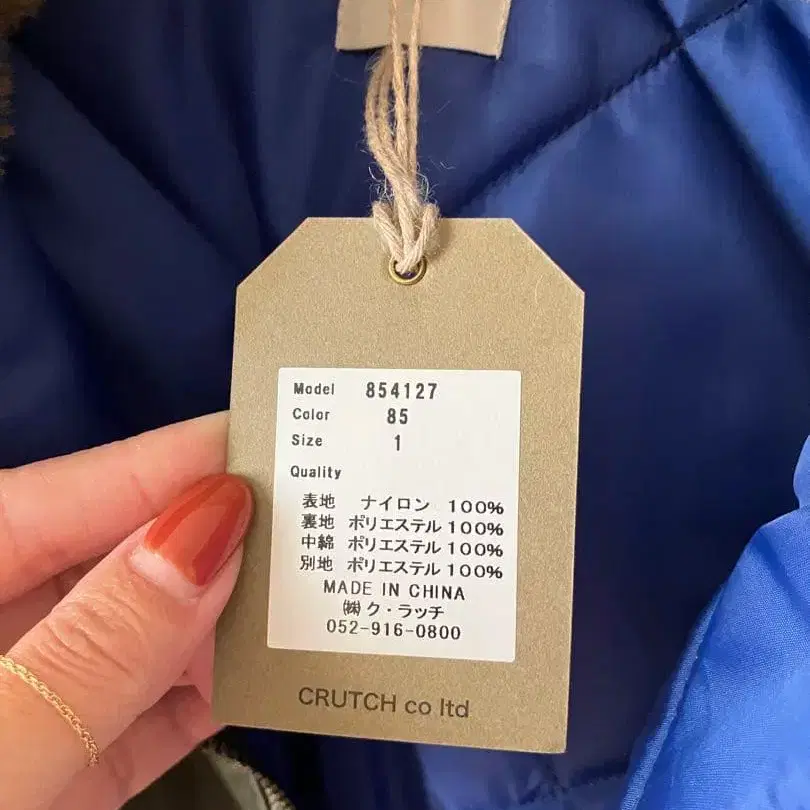 Model 854127
Color 85
Size 1
Quality
表地 ナイロン 100%
裏地 ポリエステル 100%
中綿 ポリエステル 100%
別地 ポリエステル 100%
MADE IN CHINA
㈱ク・ラッチ
052-916-0800
CRUTCH co ltd